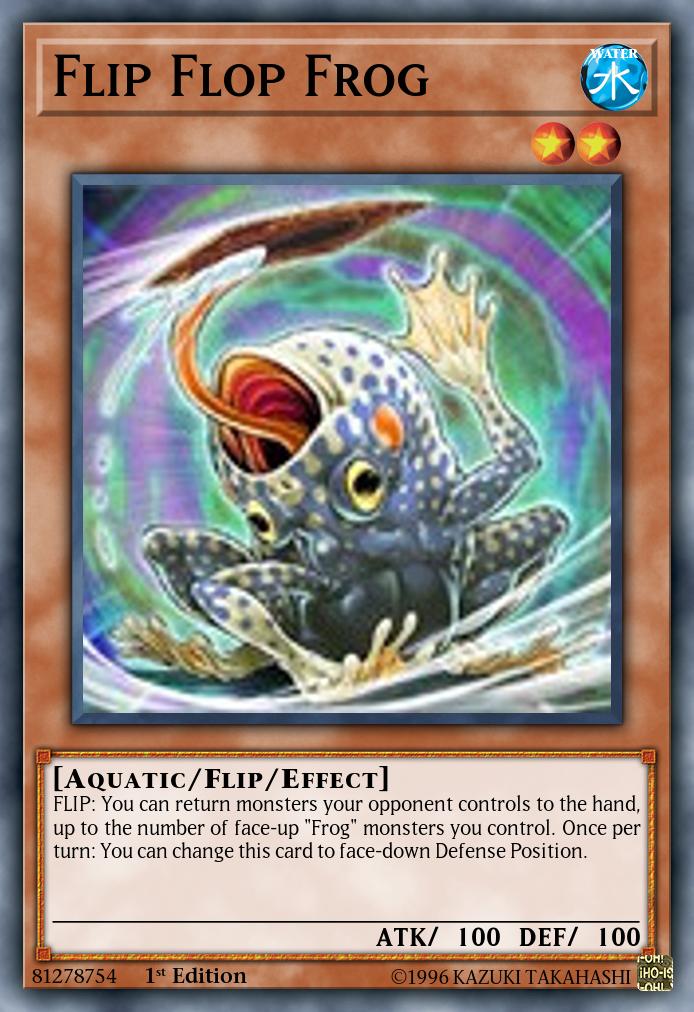 Flip Flop Frog
WATER
水
[Aquatic/Flip/Effect]
FLIP: You can return monsters your opponent controls to the hand,
up to the number of face-up "Frog" monsters you control. Once per
turn: You can change this card to face-down Defense Position.
ATK/ 100 DEF/ 100
81278754 1st Edition ©1996 KAZUKI TAKAHASHI